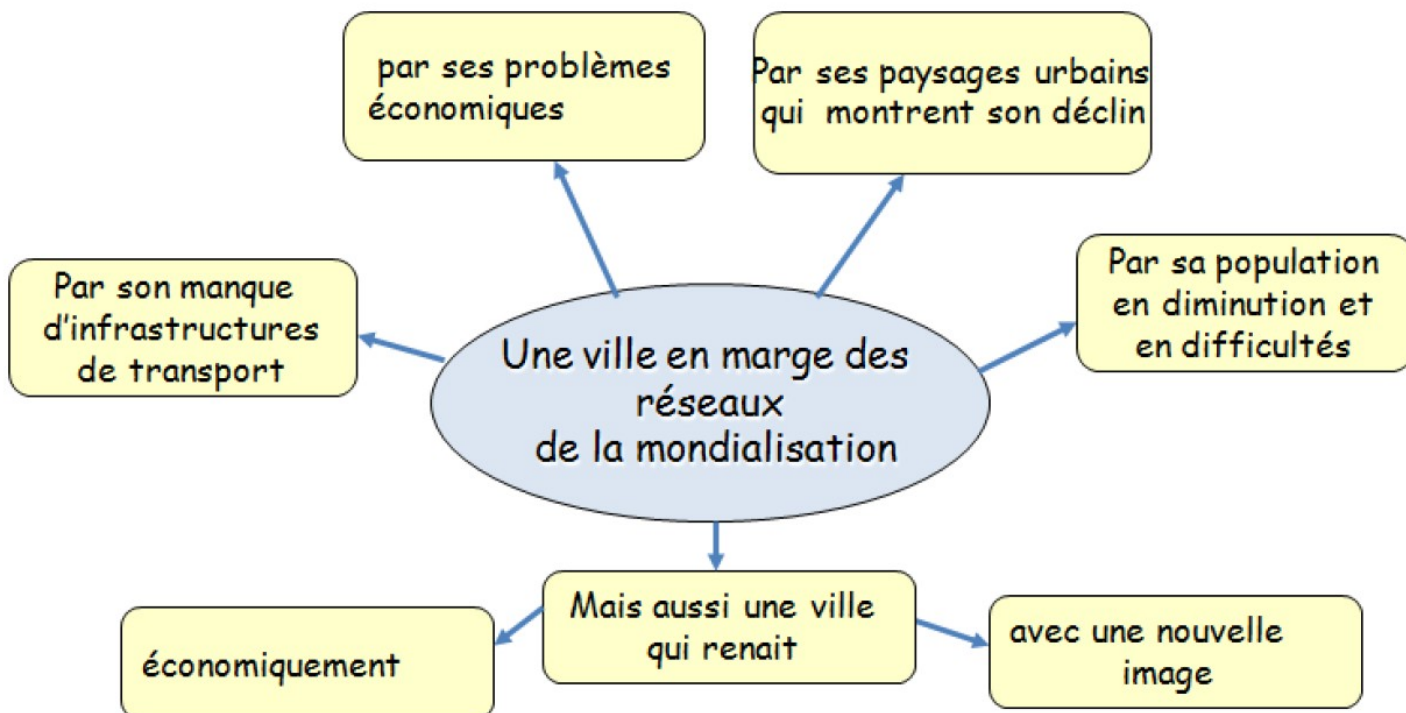 par ses problèmes
économiques
Par ses paysages urbains
qui montrent son déclin
Par son manque
d'infrastructures
de transport
Par sa population
en diminution et
en difficultés
Une ville en marge des
réseaux
de la mondialisation
Mais aussi une ville
qui renait
économiquement
avec une nouvelle
image